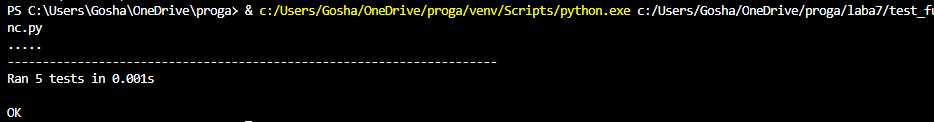 PS C:\Users\Gosha\OneDrive\proga> & c:/Users/Gosha/OneDrive/proga/venv/Scripts/python.exe c:/Users/Gosha/OneDrive/proga/laba7/test_fu
nc.py
.....
----------------------------------------------------------------------
Ran 5 tests in 0.001s
OK